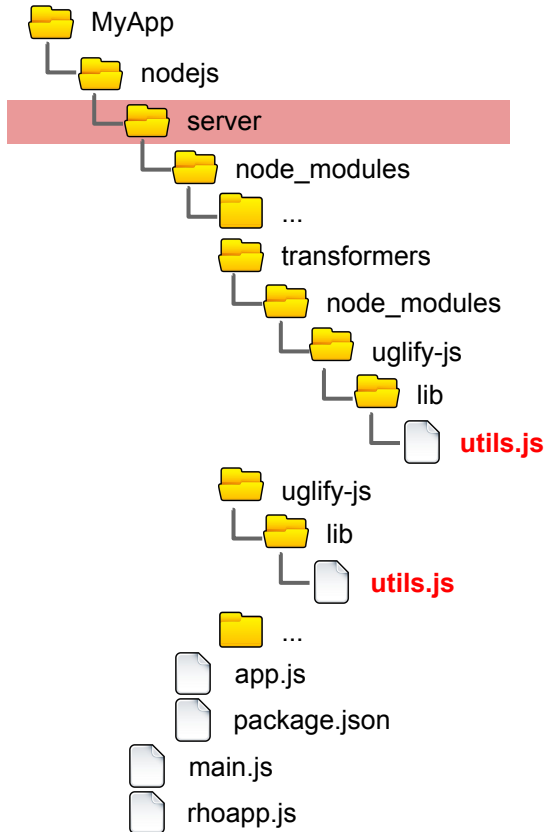 MyApp
nodejs
server
node_modules
...
transformers
node_modules
uglify-js
lib
utils.js
uglify-js
lib
utils.js
...
app.js
package.json
main.js
rhoapp.js